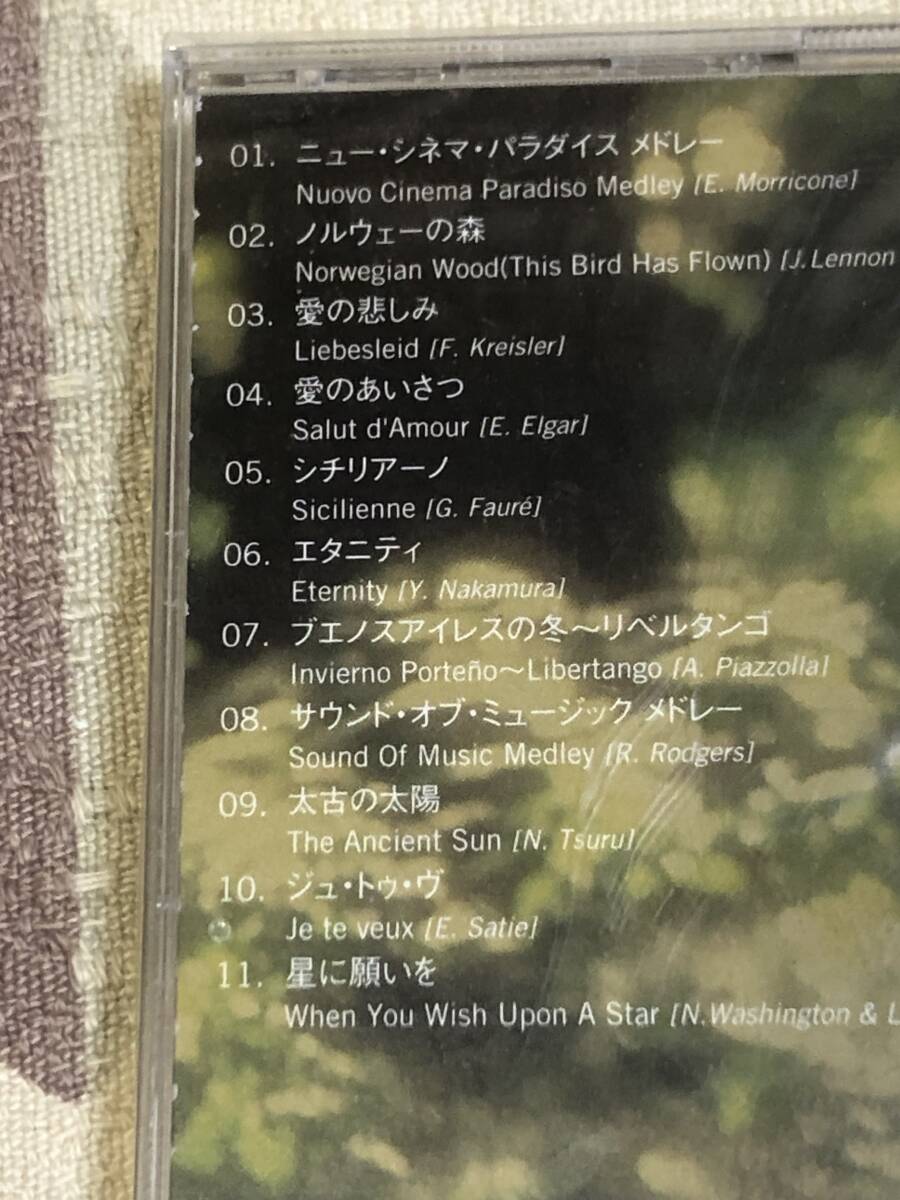 01. ニュー・シネマ・パラダイス メドレー
Nuovo Cinema Paradiso Medley [E. Morricone]
02. ノルウェーの森
Norwegian Wood(This Bird Has Flown) [J. Lennon
03. 愛の悲しみ
Liebesleid [F. Kreisler]
04. 愛のあいさつ
Salut d'Amour [E. Elgar]
05. シチリアーノ
Sicilienne [G. Fauré]
06. エタニティ
Eternity [Y. Nakamura]
07. ブエノスアイレスの冬〜リベルタンゴ
Invierno Porteño〜Libertango [A. Piazzolla]
08. サウンド・オブ・ミュージック メドレー
Sound Of Music Medley [R. Rodgers]
09. 太古の太陽
The Ancient Sun [N. Tsuru]
10. ジュ・トゥ・ヴ
Je te veux [E. Satie]
11. 星に願いを
When You Wish Upon A Star [N. Washington & L